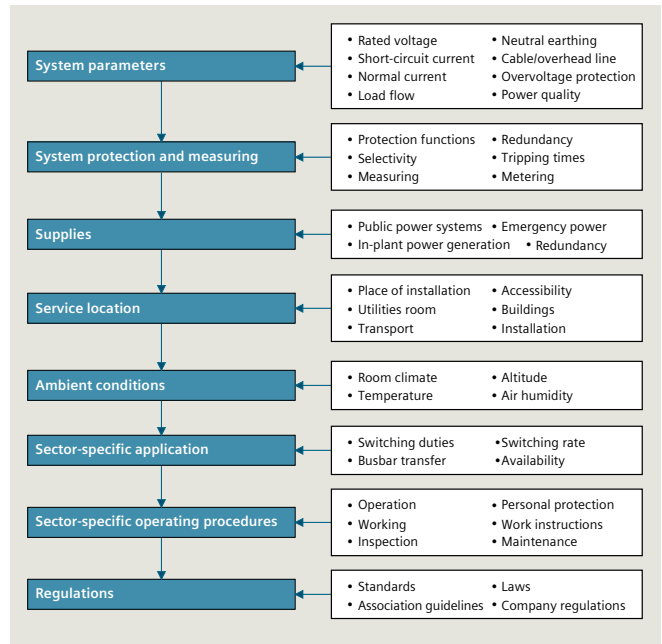 System parameters
• Rated voltage • Neutral earthing
• Short-circuit current • Cable/overhead line
• Normal current • Overvoltage protection
• Load flow • Power quality
System protection and measuring
• Protection functions • Redundancy
• Selectivity • Tripping times
• Measuring • Metering
Supplies
• Public power systems • Emergency power
• In-plant power generation • Redundancy
Service location
• Place of installation • Accessibility
• Utilities room • Buildings
• Transport • Installation
Ambient conditions
• Room climate • Altitude
• Temperature • Air humidity
Sector-specific application
• Switching duties •Switching rate
• Busbar transfer •Availability
Sector-specific operating procedures
• Operation • Personal protection
• Working • Work instructions
• Inspection • Maintenance
Regulations
• Standards • Laws
• Association guidelines • Company regulations